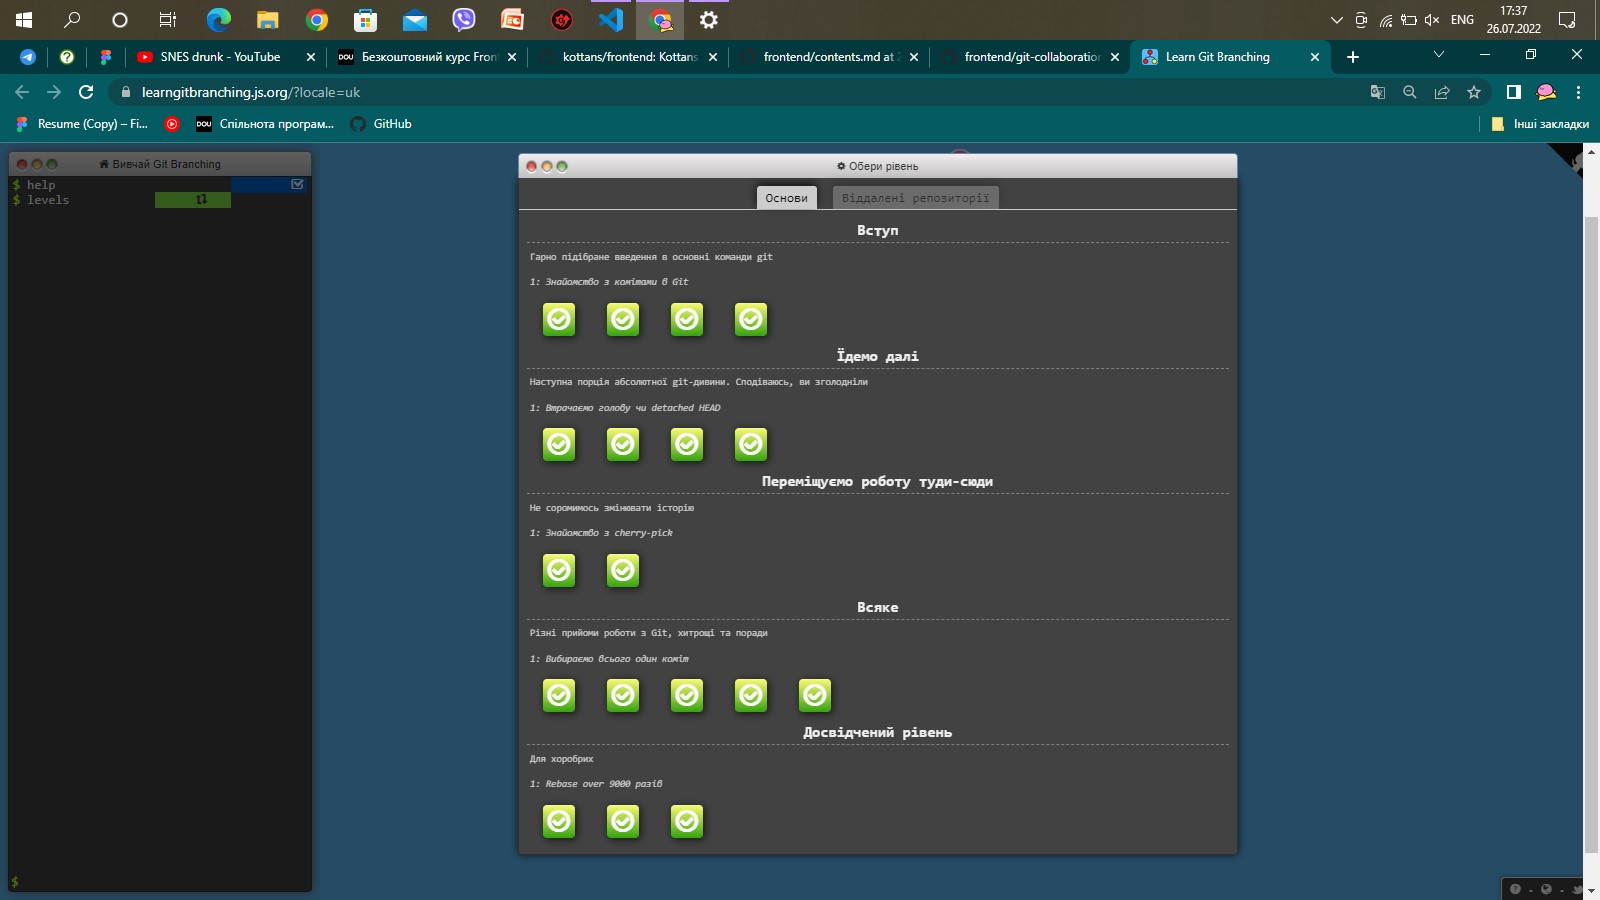 17:37
ENG
26.07.2022
SNES drunk - YouTube
DOU
Безкоштовний курс Fron
kottans/frontend: Kottans
frontend/contents.md at 2
frontend/git-collaboration
Learn Git Branching
learngitbranching.js.org/?locale=uk
Resume (Copy) – Fi...
DOU
Спільнота програм...
GitHub
Інші закладки
Вивчай Git Branching
$ help
$ levels
$
Обери рівень
Основи
Віддалені репозиторії
Вступ
Гарно підібране введення в основні команди git
1: Знайомство з комітами в Git
Їдемо далі
Наступна порція абсолютної git-дивини. Сподіваюсь, ви зголодніли
1: Втрачаємо голову чи detached HEAD
Переміщуємо роботу туди-сюди
Не соромимось змінювати історію
1: Знайомство з cherry-pick
Всяке
Різні прийоми роботи з Git, хитрощі та поради
1: Вибираємо всього один коміт
Досвідчений рівень
Для хоробрих
1: Rebase over 9000 разів